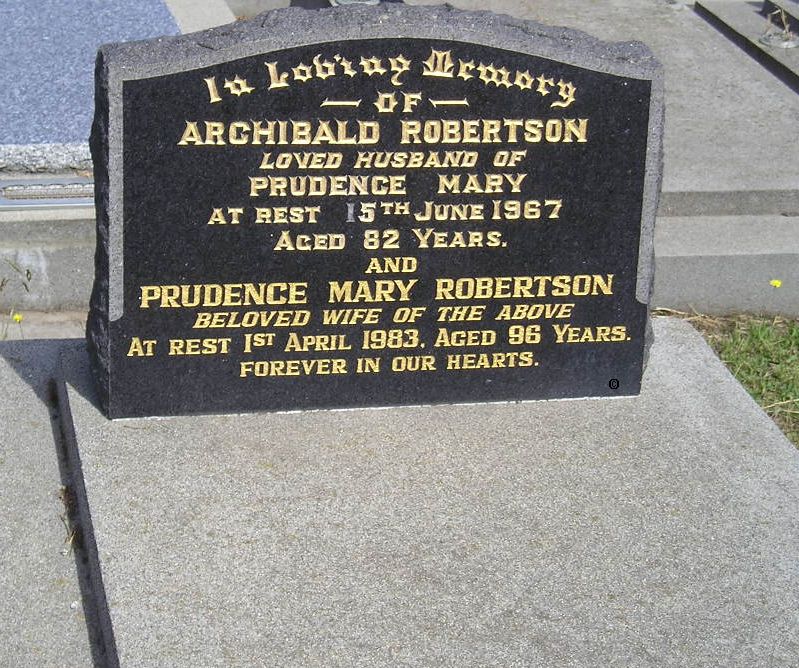 In Loving Memory
— OF —
ARCHIBALD ROBERTSON
LOVED HUSBAND OF
PRUDENCE MARY
AT REST 15TH JUNE 1967
AGED 82 YEARS.
AND
PRUDENCE MARY ROBERTSON
BELOVED WIFE OF THE ABOVE
AT REST 1ST APRIL 1983. AGED 96 YEARS.
FOREVER IN OUR HEARTS.